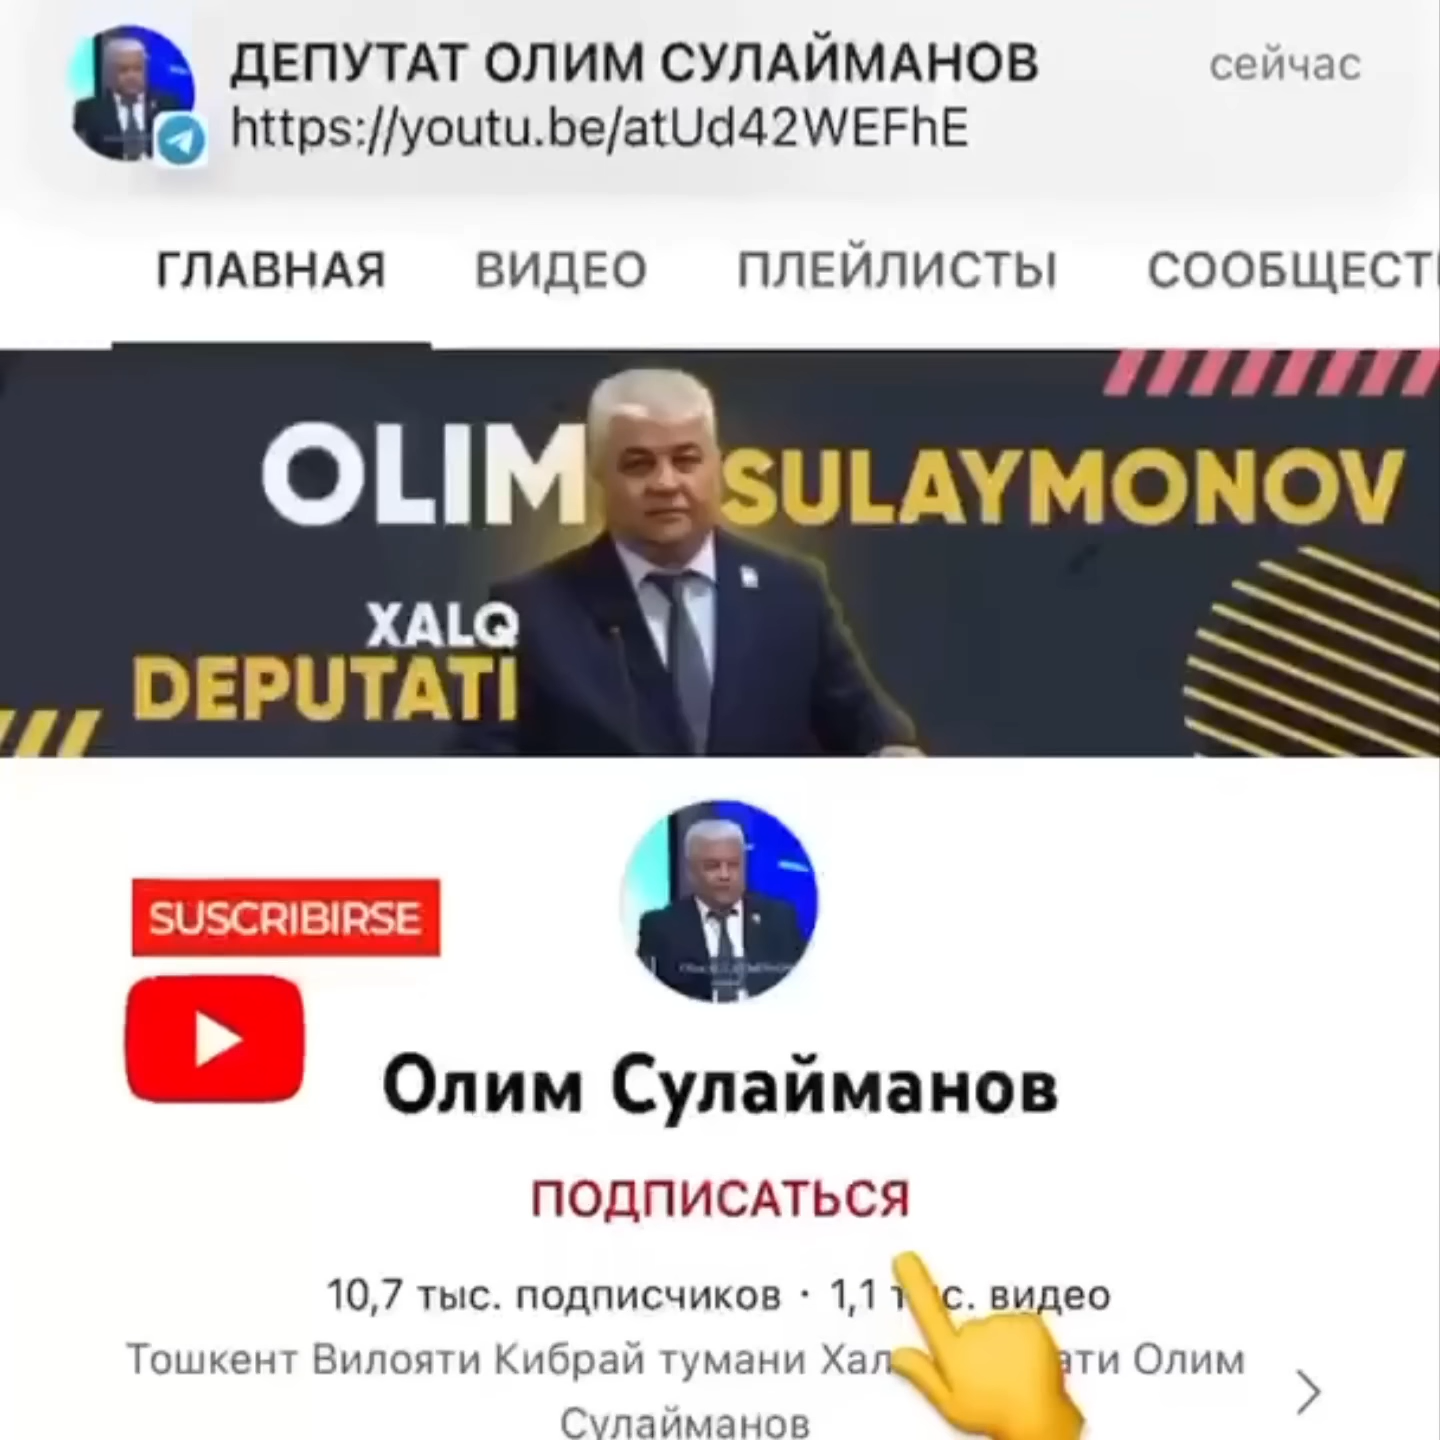 ДЕПУТАТ ОЛИМ СУЛАЙМАНОВ
сейчас
https://youtu.be/atUd42WEFhE
ГЛАВНАЯ ВИДЕО ПЛЕЙЛИСТЫ СООБЩЕСТ
OLIM SULAYMONOV
XALQ
DEPUTATI
SUSCRIBIRSE
Олим Сулайманов
ПОДПИСАТЬСЯ
10,7 тыс. подписчиков · 1,1 видео
Тошкент Вилояти Кибрай тумани Олим
Сулайманов